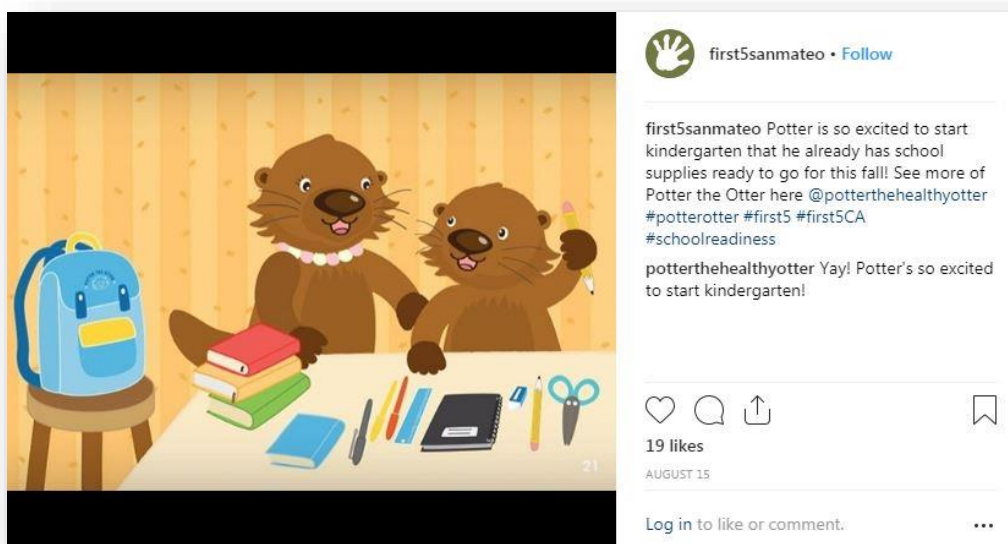 21
first5sanmateo • Follow
first5sanmateo Potter is so excited to start
kindergarten that he already has school
supplies ready to go for this fall! See more of
Potter the Otter here @potterthehealthyotter
#potterotter #first5 #first5CA
#schoolreadiness
potterthehealthyotter Yay! Potter's so excited
to start kindergarten!
19 likes
AUGUST 15
Log in to like or comment.